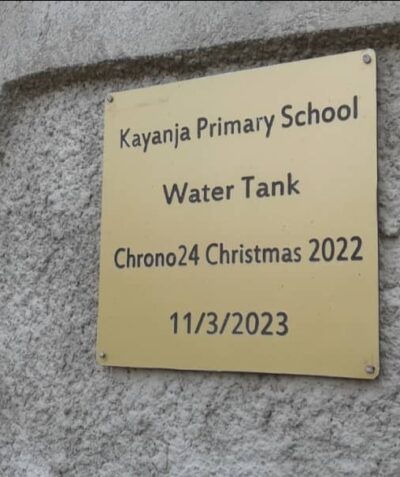 Kayanja Primary School
Water Tank
Chrono24 Christmas 2022
11/3/2023